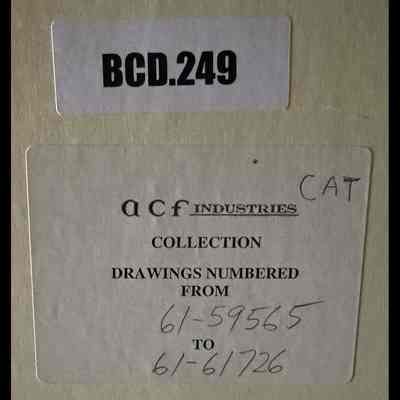 BCD.249
CAT
acf INDUSTRIES
COLLECTION
DRAWINGS NUMBERED
FROM
61-59565
TO
61-61726